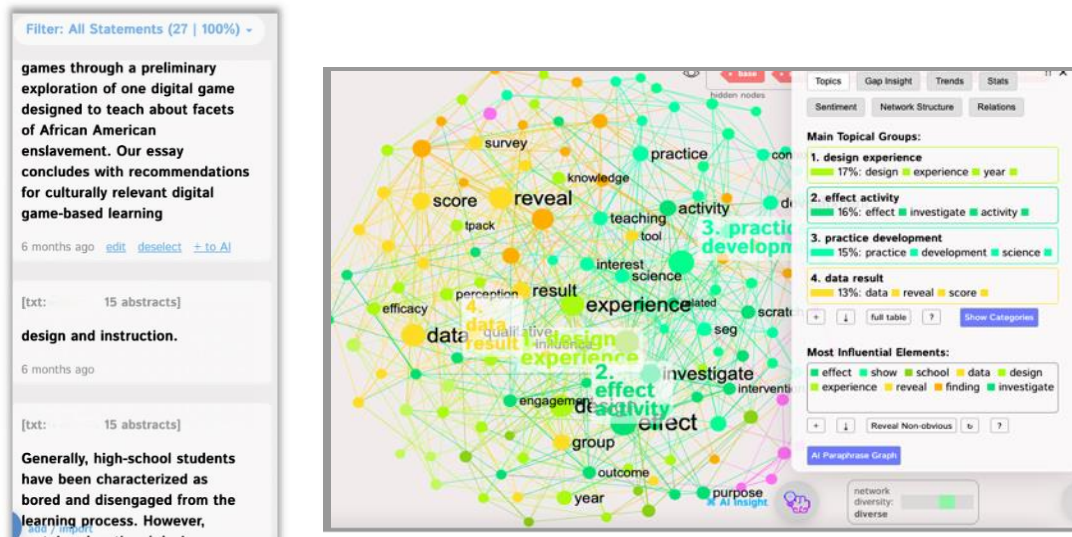 Filter: All Statements (27 | 100%)
games through a preliminary
exploration of one digital game
designed to teach about facets
of African American
enslavement. Our essay
concludes with recommendations
for culturally relevant digital
game-based learning
6 months ago edit deselect + to AI
[txt: 15 abstracts]
design and instruction.
6 months ago
[txt: 15 abstracts]
Generally, high-school students
have been characterized as
bored and disengaged from the
learning process. However,
add / import
base
hidden nodes
survey
practice
knowledge
score
reveal
activity
teaching
tpack
tool
3. practic
developm
interest
science
perception
result
experience
efficacy
4.
data
result
data
qualitative
influence
1. design
experience
seg
scratc
2.
effect
activity
investigate
interventi
engagement
effect
group
outcome
year
purpose
AI Insight
Topics Gap Insight Trends Stats
Sentiment Network Structure Relations
Main Topical Groups:
1. design experience
17%: design experience year
2. effect activity
16%: effect investigate activity
3. practice development
15%: practice development science
4. data result
13%: data reveal score
+ ↓ full table ? Show Categories
Most Influential Elements:
effect show school data design
experience reveal finding investigate
+ ↓ Reveal Non-obvious ↻ ?
AI Paraphrase Graph
network
diversity:
diverse